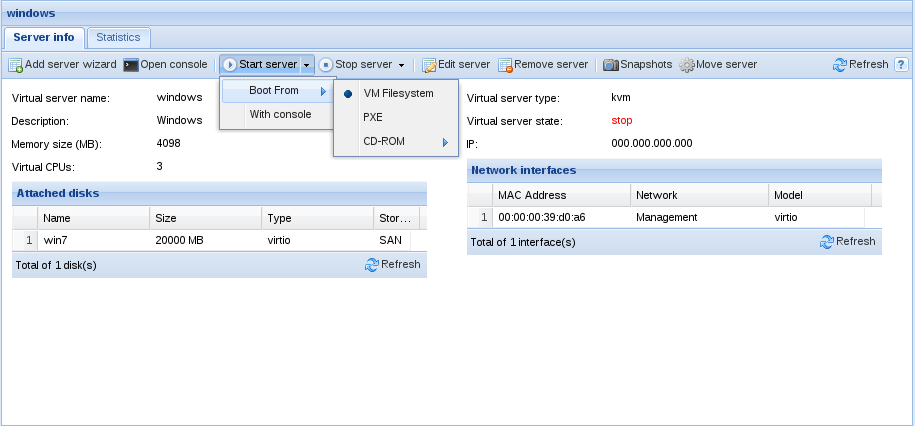 windows
Server info Statistics
Add server wizard Open console Start server Stop server Edit server Remove server Snapshots Move server Refresh ?
Boot From
With console
VM Filesystem
PXE
CD-ROM
Virtual server name: windows
Description: Windows
Memory size (MB): 4098
Virtual CPUs: 3
Virtual server type: kvm
Virtual server state: stop
IP: 000.000.000.000
Attached disks
Name Size Type Stor...
1 win7 20000 MB virtio SAN
Total of 1 disk(s) Refresh
Network interfaces
MAC Address Network Model
1 00:00:00:39:d0:a6 Management virtio
Total of 1 interface(s) Refresh